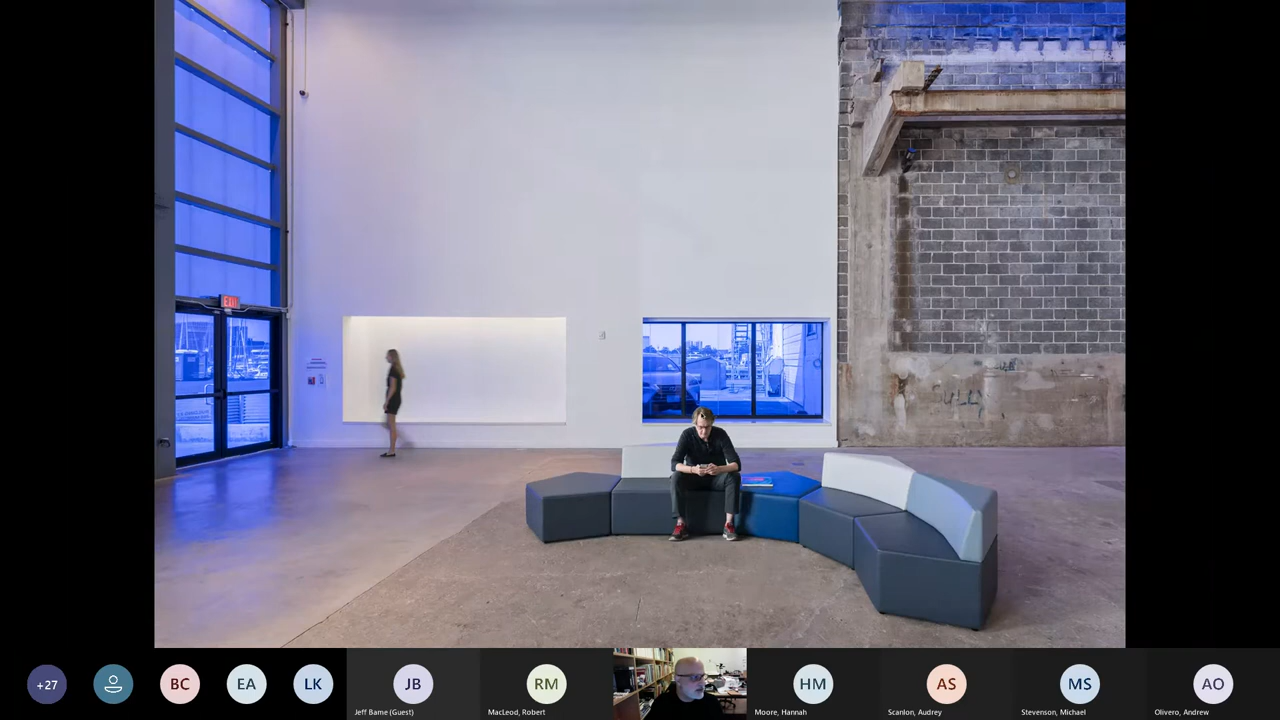 EXIT
+27
BC
EA
LK
JB
RM
HM
AS
MS
AO
Jeff Bame (Guest)
MacLeod, Robert
Moore, Hannah
Scanlon, Audrey
Stevenson, Michael
Olivero, Andrew